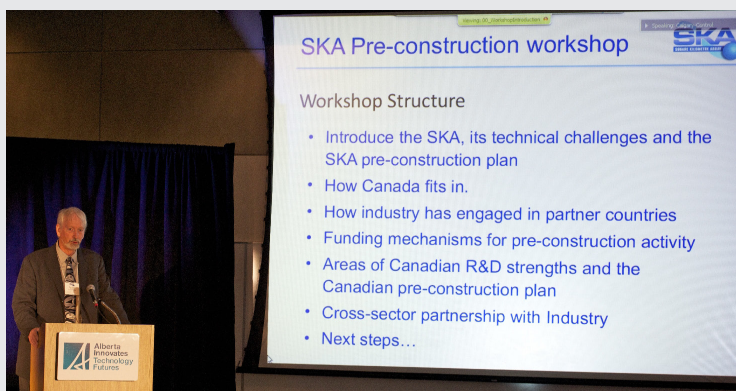 SKA Pre-construction workshop
SKA
Workshop Structure
• Introduce the SKA, its technical challenges and the
SKA pre-construction plan
• How Canada fits in.
• How industry has engaged in partner countries
• Funding mechanisms for pre-construction activity
• Areas of Canadian R&D strengths and the
Canadian pre-construction plan
• Cross-sector partnership with Industry
• Next steps…
Alberta
Innovates
Technology
Futures